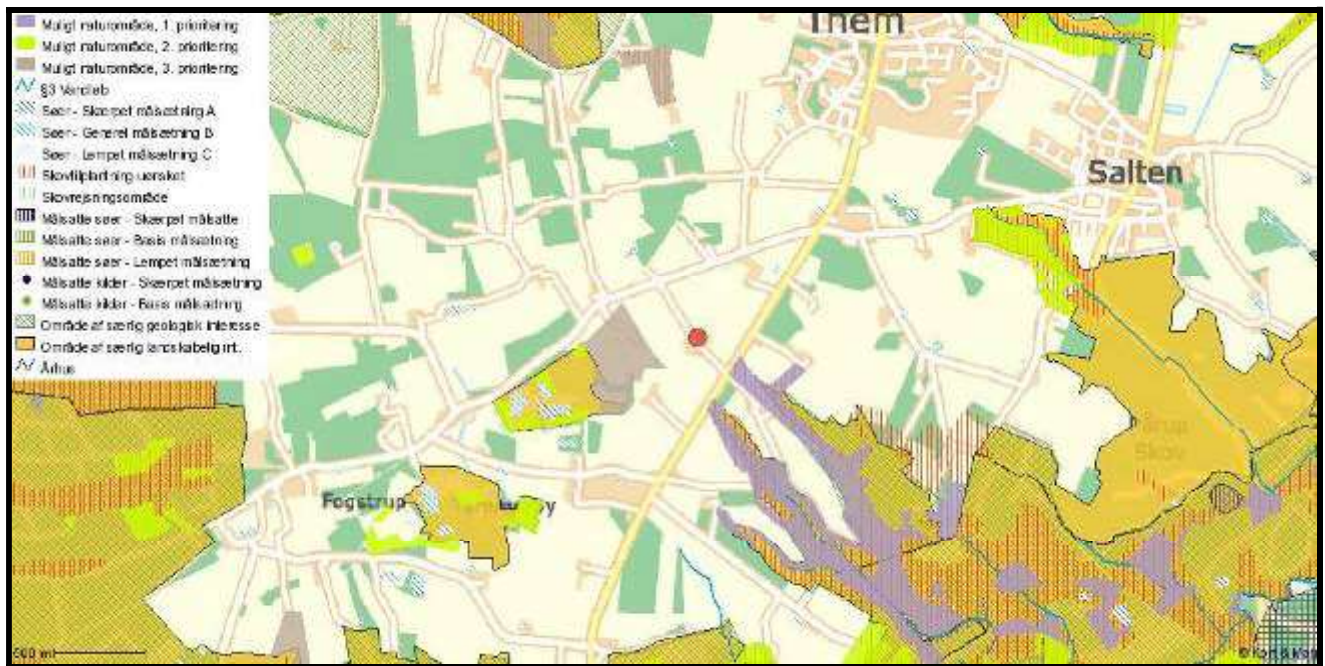 Muligt naturområde, 1. prioritering
Muligt naturområde, 2. prioritering
Muligt naturområde, 3. prioritering
§3 Vandløb
Søer - Skærpet målsætning A
Søer - Generel målsætning B
Søer - Lempet målsætning C
Skovtilplantning uønsket
Skovrejsningsområde
Målsatte søer - Skærpet målsatte
Målsatte søer - Basis målsætning
Målsatte søer - Lempet målsætning
Målsatte kilder - Skærpet målsætning
Målsatte kilder - Basis målsætning
Område af særlig geologisk interesse
Område af særlig landskabelig int.
Århus
Them
Salten
Fogstrup
Skov
500 m